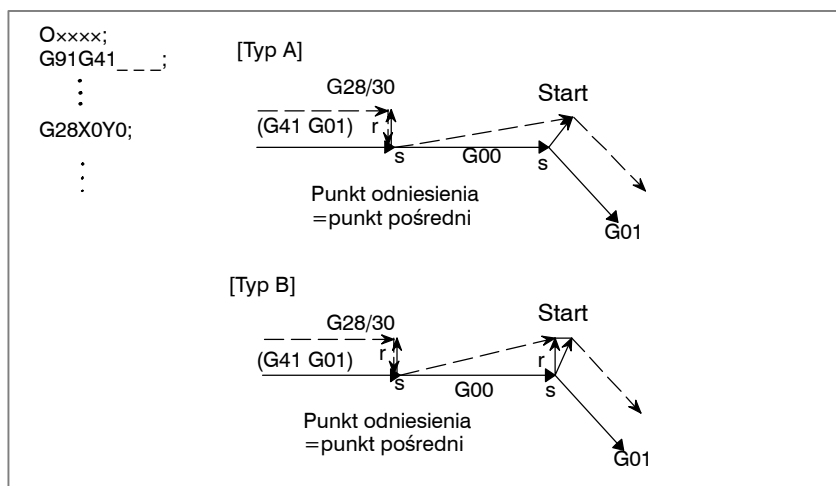 O××××;
G91G41_ _ _;
G28X0Y0;
[Typ A]
G28/30
Start
(G41 G01)
r
s
G00
s
Punkt odniesienia
=punkt pośredni
G01
[Typ B]
Start
G28/30
(G41 G01)
r
r
s
G00
s
Punkt odniesienia
=punkt pośredni
G01